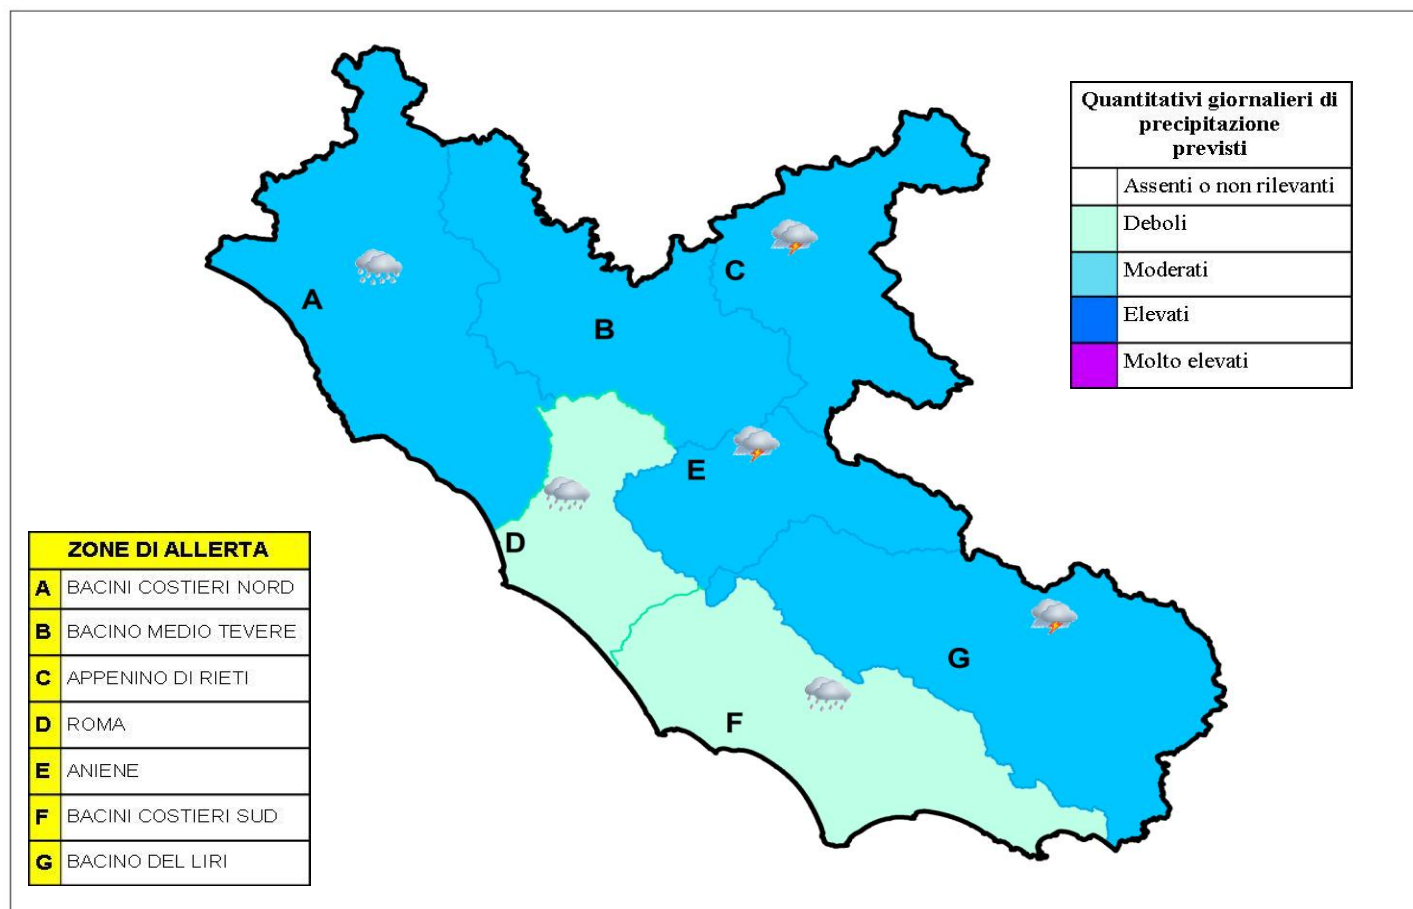 Quantitativi giornalieri di
precipitazione
previsti
Assenti o non rilevanti
Deboli
Moderati
Elevati
Molto elevati
A
B
C
D
E
F
G
ZONE DI ALLERTA
A BACINI COSTIERI NORD
B BACINO MEDIO TEVERE
C APPENINO DI RIETI
D ROMA
E ANIENE
F BACINI COSTIERI SUD
G BACINO DEL LIRI